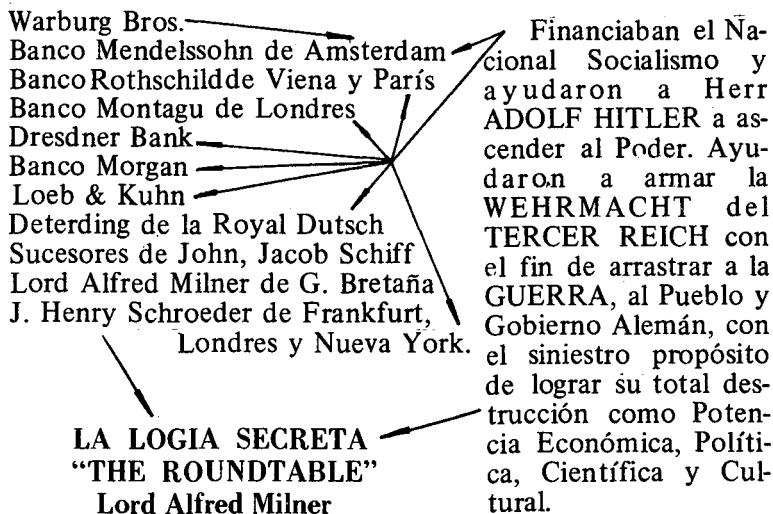 Warburg Bros.
Banco Mendelssohn de Amsterdam
Banco Rothschildde Viena y París
Banco Montagu de Londres
Dresdner Bank
Banco Morgan
Loeb & Kuhn
Deterding de la Royal Dutsch
Sucesores de John, Jacob Schiff
Lord Alfred Milner de G. Bretaña
J. Henry Schroeder de Frankfurt,
Londres y Nueva York.
LA LOGIA SECRETA
“THE ROUNDTABLE”
Lord Alfred Milner
Financiaban el Na-
cional Socialismo y
ayudaron a Herr
ADOLF HITLER a as-
cender al Poder. Ayu-
daron a armar la
WEHRMACHT del
TERCER REICH con
el fin de arrastrar a la
GUERRA, al Pueblo y
Gobierno Alemán, con
el siniestro propósito
de lograr su total des-
trucción como Poten-
cia Económica, Políti-
ca, Científica y Cul-
tural.